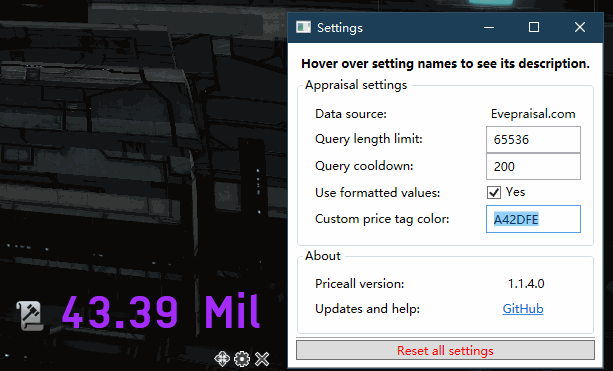 Settings
Hover over setting names to see its description.
Appraisal settings
Data source: Evepraisal.com
Query length limit: 65536
Query cooldown: 200
Use formatted values: Yes
Custom price tag color: A42DFE
About
Priceall version: 1.1.4.0
Updates and help: GitHub
Reset all settings
43.39 Mil